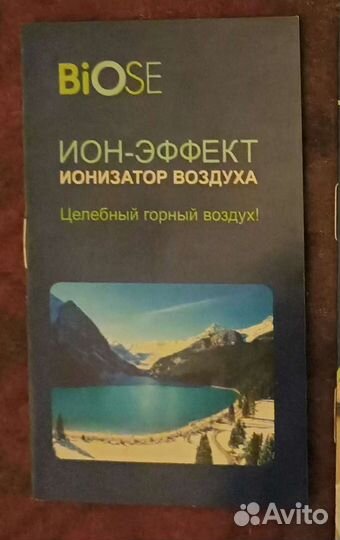 BiOSE
ИОН-ЭФФЕКТ
ИОНИЗАТОР ВОЗДУХА
Целебный горный воздух!
Avito